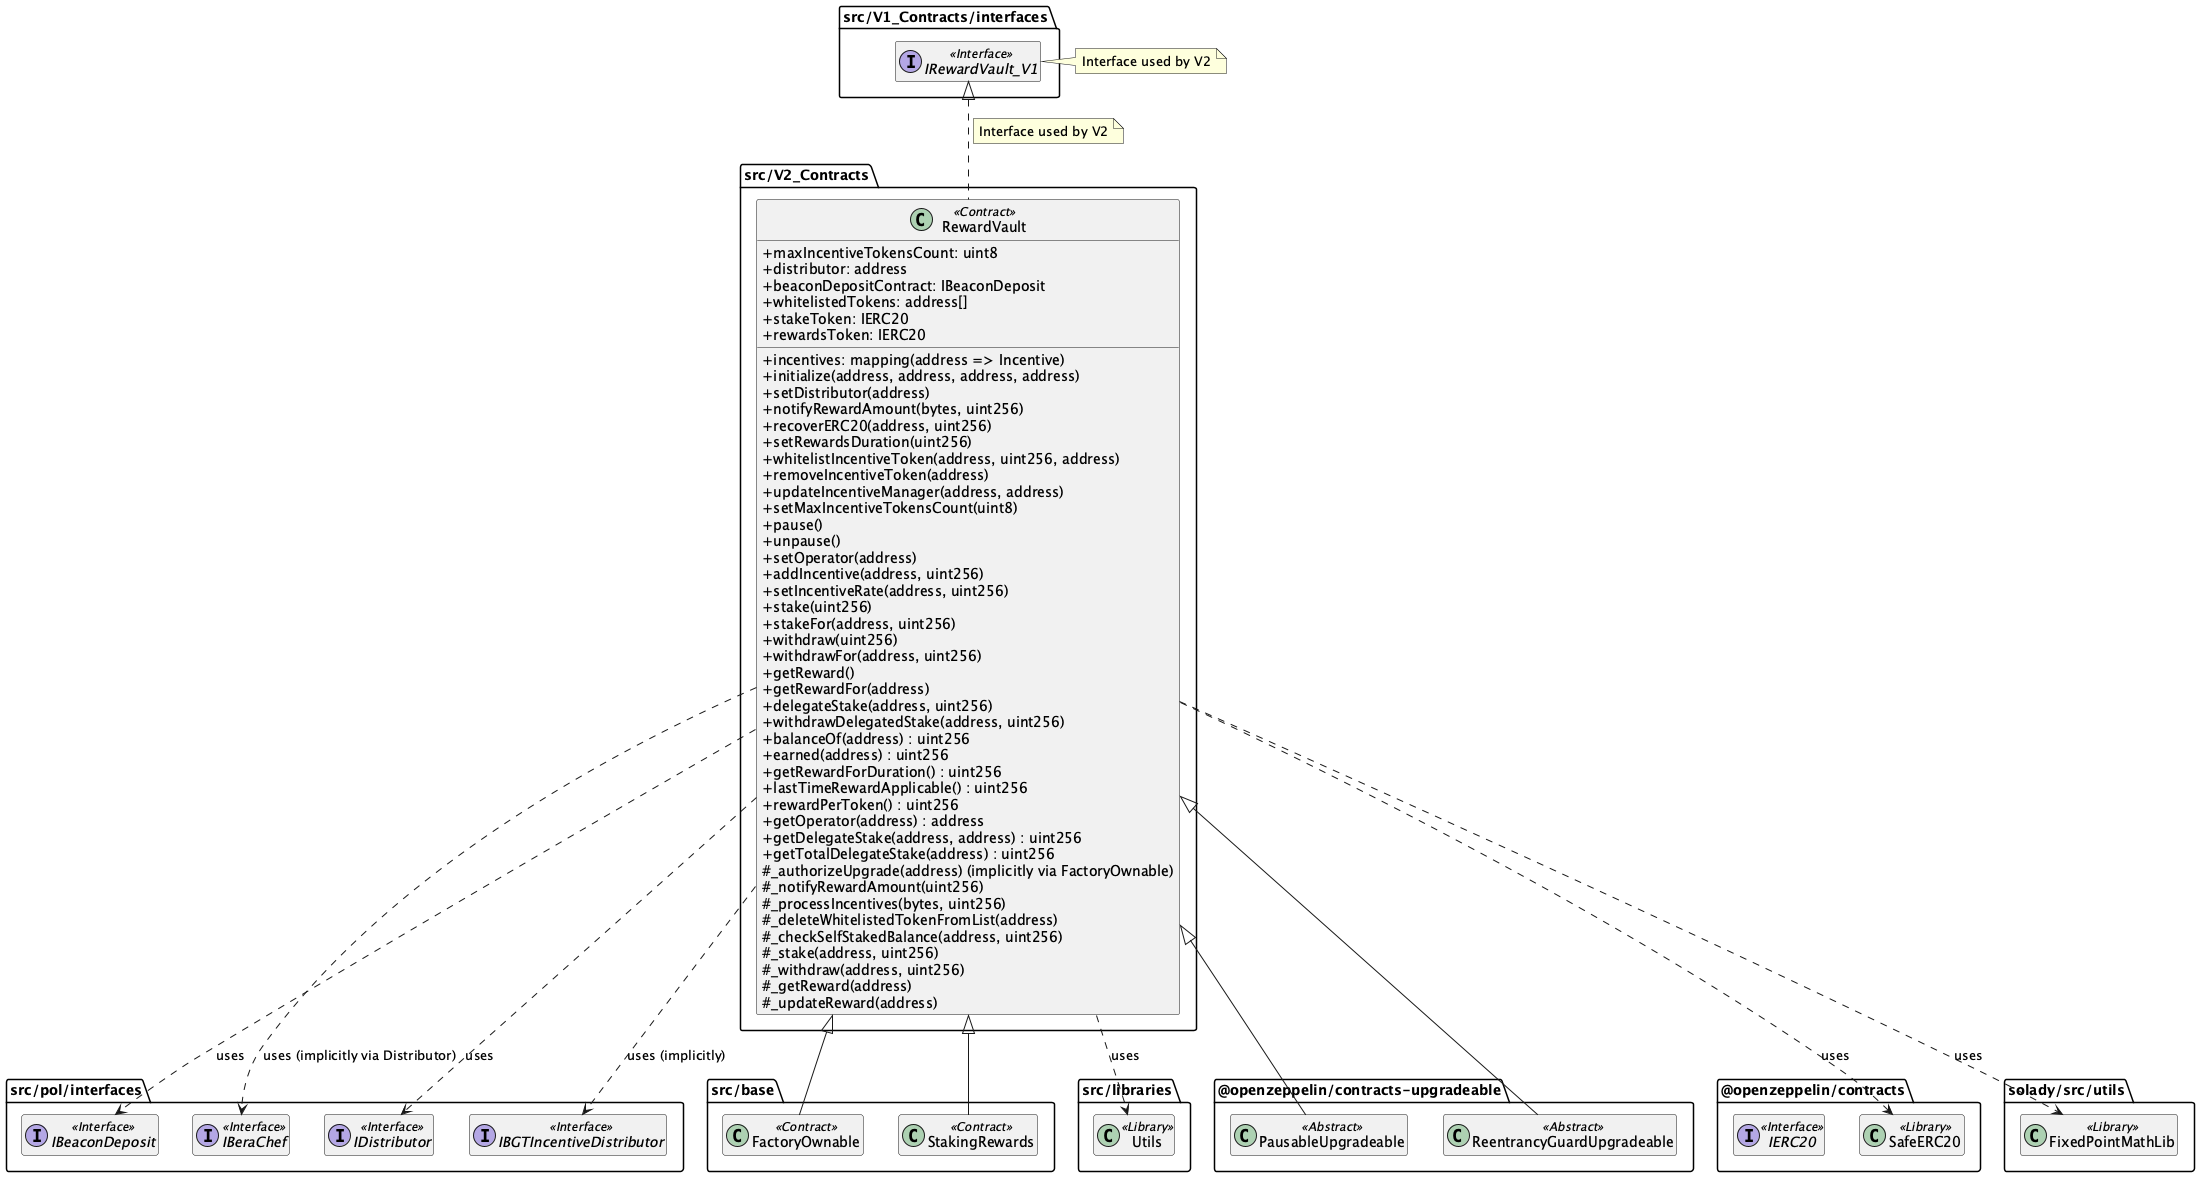 src/V1_Contracts/interfaces
«Interface»
I
IRewardVault_V1
Interface used by V2
Interface used by V2
src/V2_Contracts
«Contract»
C
RewardVault
+maxIncentiveTokensCount: uint8
+distributor: address
+beaconDepositContract: IBeaconDeposit
+whitelistedTokens: address[]
+stakeToken: IERC20
+rewardsToken: IERC20
+incentives: mapping(address => Incentive)
+initialize(address, address, address, address)
+setDistributor(address)
+notifyRewardAmount(bytes, uint256)
+recoverERC20(address, uint256)
+setRewardsDuration(uint256)
+whitelistIncentiveToken(address, uint256, address)
+removeIncentiveToken(address)
+updateIncentiveManager(address, address)
+setMaxIncentiveTokensCount(uint8)
+pause()
+unpause()
+setOperator(address)
+addIncentive(address, uint256)
+setIncentiveRate(address, uint256)
+stake(uint256)
+stakeFor(address, uint256)
+withdraw(uint256)
+withdrawFor(address, uint256)
+getReward()
+getRewardFor(address)
+delegateStake(address, uint256)
+withdrawDelegatedStake(address, uint256)
+balanceOf(address) : uint256
+earned(address) : uint256
+getRewardForDuration() : uint256
+lastTimeRewardApplicable() : uint256
+rewardPerToken() : uint256
+getOperator(address) : address
+getDelegateStake(address, address) : uint256
+getTotalDelegateStake(address) : uint256
#_authorizeUpgrade(address) (implicitly via FactoryOwnable)
#_notifyRewardAmount(uint256)
#_processIncentives(bytes, uint256)
#_deleteWhitelistedTokenFromList(address)
#_checkSelfStakedBalance(address, uint256)
#_stake(address, uint256)
#_withdraw(address, uint256)
#_getReward(address)
#_updateReward(address)
uses
uses (implicitly via Distributor)
uses
uses (implicitly)
uses
uses
uses
src/pol/interfaces
«Interface»
I
IBeaconDeposit
«Interface»
I
IBeraChef
«Interface»
I
IDistributor
«Interface»
I
IBGTIncentiveDistributor
src/base
«Contract»
C
FactoryOwnable
«Contract»
C
StakingRewards
src/libraries
«Library»
C
Utils
@openzeppelin/contracts-upgradeable
«Abstract»
C
PausableUpgradeable
«Abstract»
C
ReentrancyGuardUpgradeable
@openzeppelin/contracts
«Interface»
I
IERC20
«Library»
C
SafeERC20
solady/src/utils
«Library»
C
FixedPointMathLib